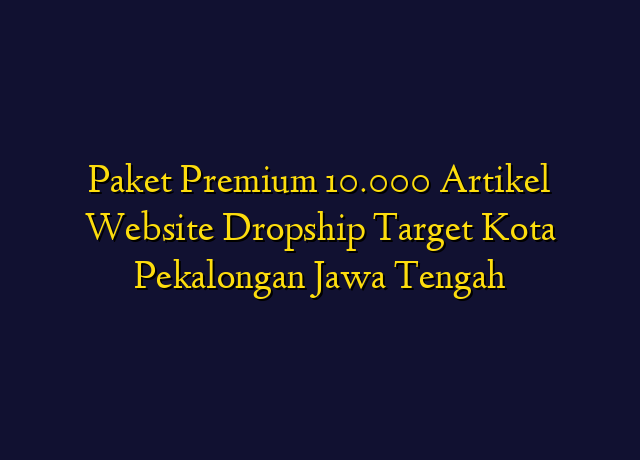 Paket Premium 10.000 Artikel
Website Dropship Target Kota
Pekalongan Jawa Tengah